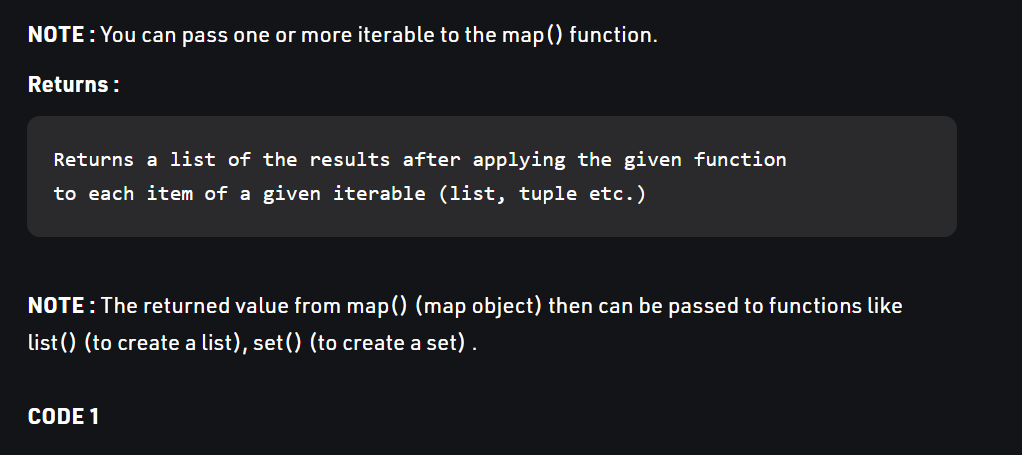 NOTE : You can pass one or more iterable to the map() function.
Returns :
Returns a list of the results after applying the given function
to each item of a given iterable (list, tuple etc.)
NOTE : The returned value from map() (map object) then can be passed to functions like
list() (to create a list), set() (to create a set) .
CODE 1